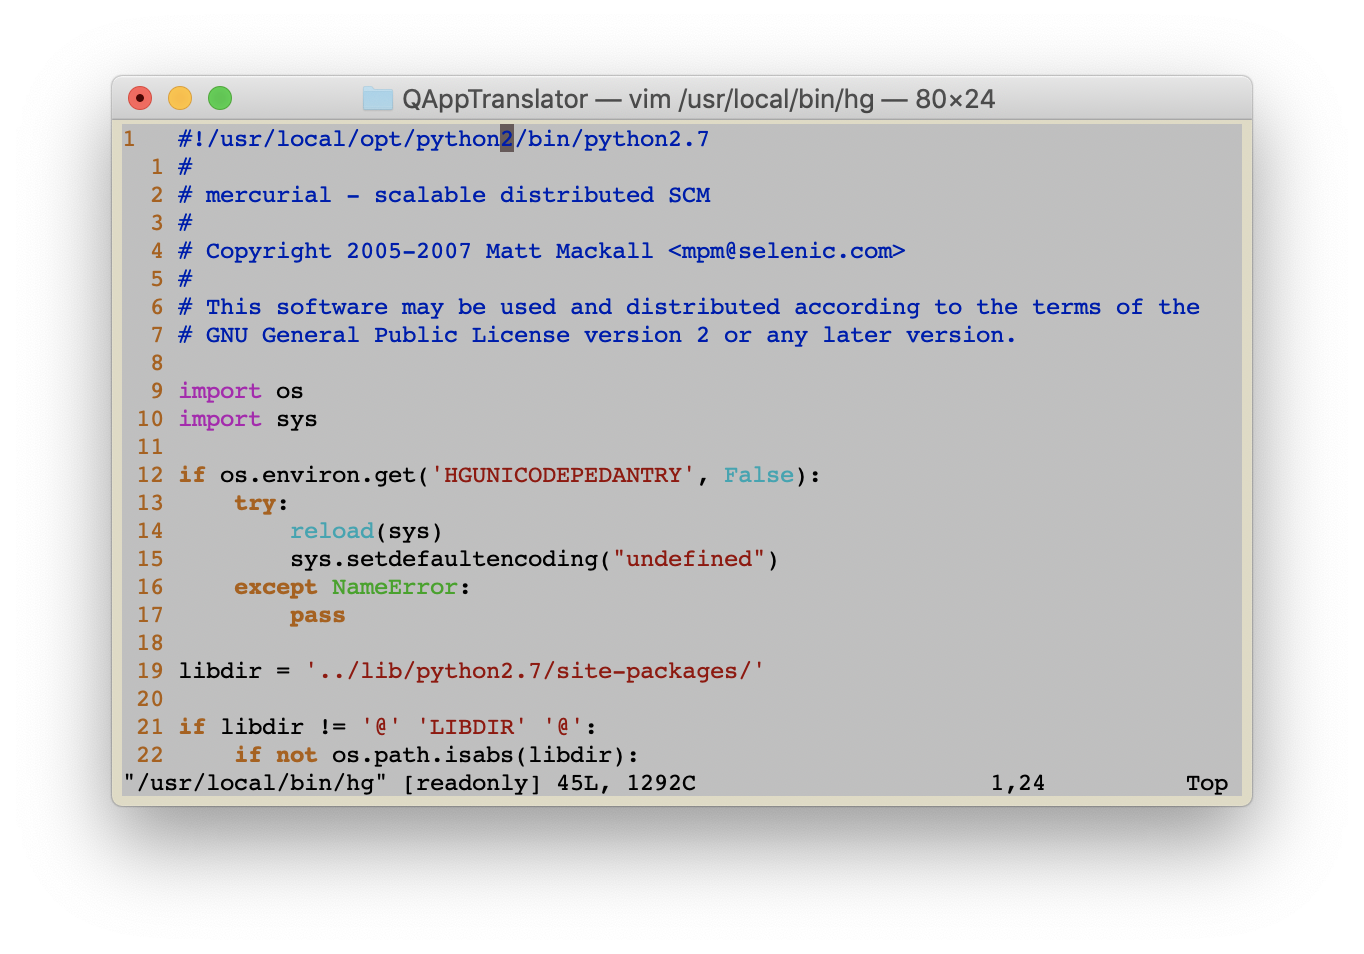 QAppTranslator — vim /usr/local/bin/hg — 80×24
1   #!/usr/local/opt/python2/bin/python2.7
  1 #
  2 # mercurial - scalable distributed SCM
  3 #
  4 # Copyright 2005-2007 Matt Mackall <mpm@selenic.com>
  5 #
  6 # This software may be used and distributed according to the terms of the
  7 # GNU General Public License version 2 or any later version.
  8
  9 import os
 10 import sys
 11
 12 if os.environ.get('HGUNICODEPEDANTRY', False):
 13     try:
 14         reload(sys)
 15         sys.setdefaultencoding("undefined")
 16     except NameError:
 17         pass
 18
 19 libdir = '../lib/python2.7/site-packages/'
 20
 21 if libdir != '@' 'LIBDIR' '@':
 22     if not os.path.isabs(libdir):
"/usr/local/bin/hg" [readonly] 45L, 1292C                     1,24          Top